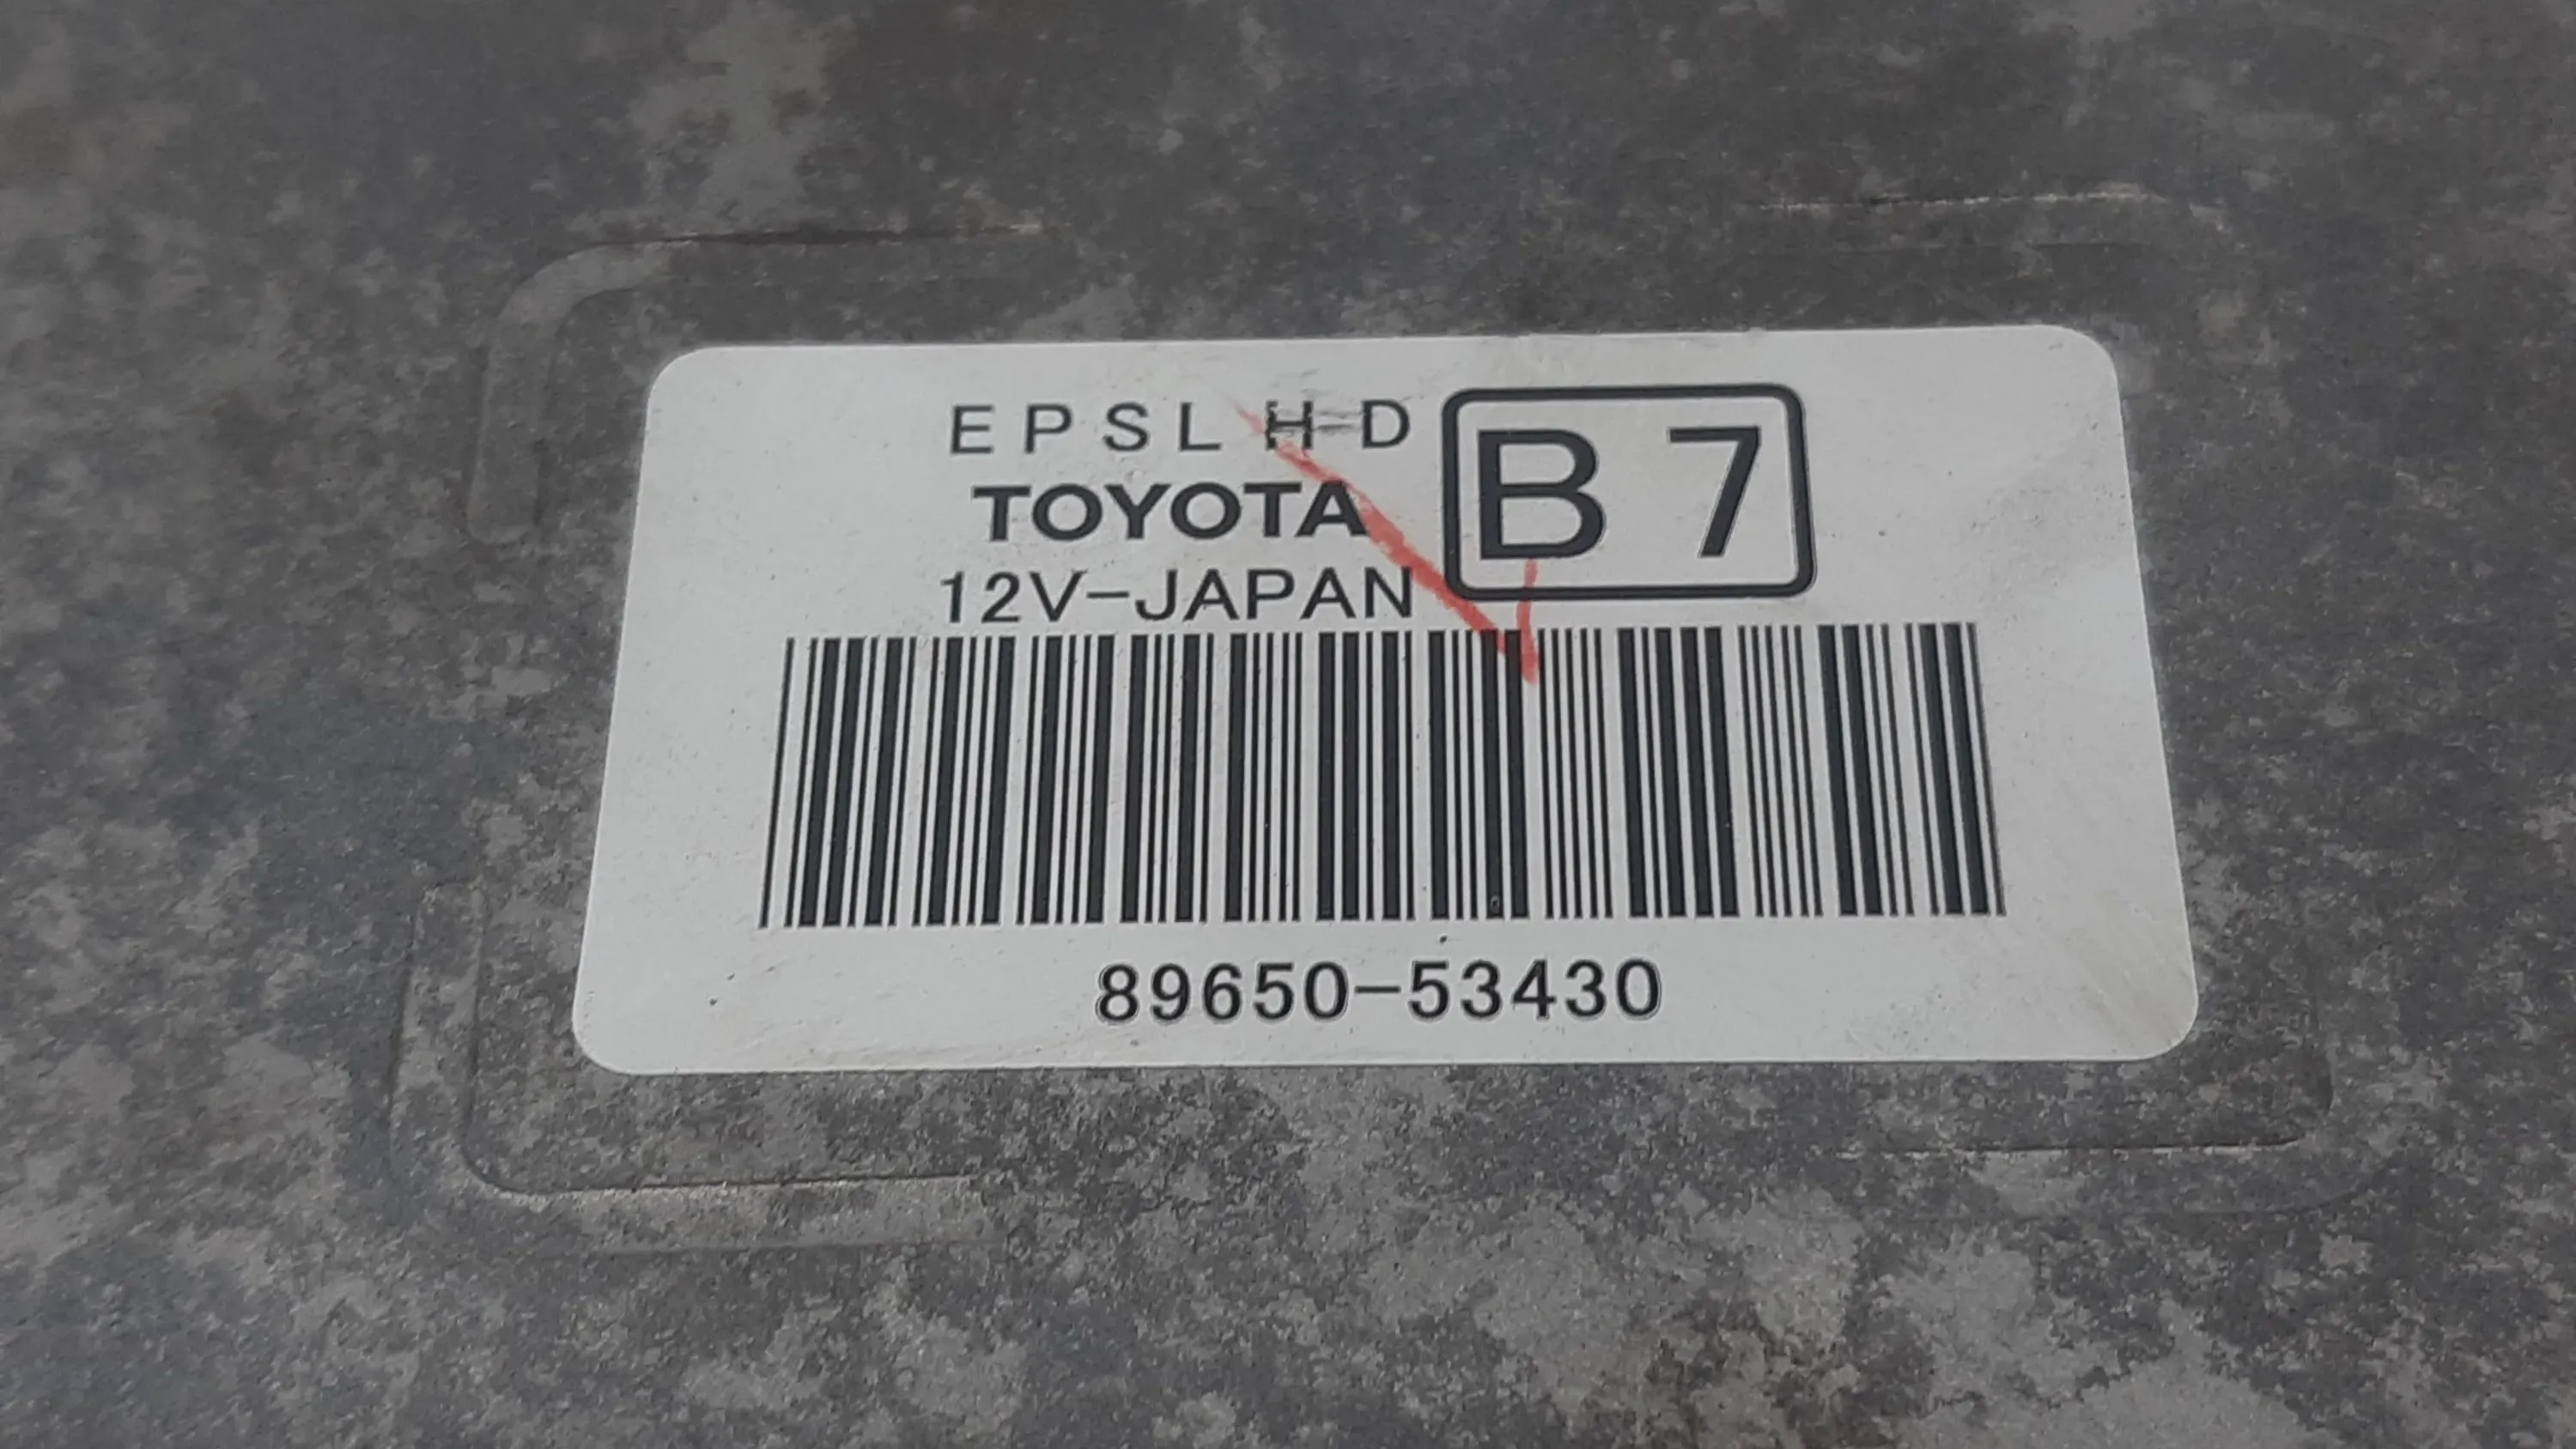 EPSLHD
B7
TOYOTA
12V-JAPAN
89650-53430